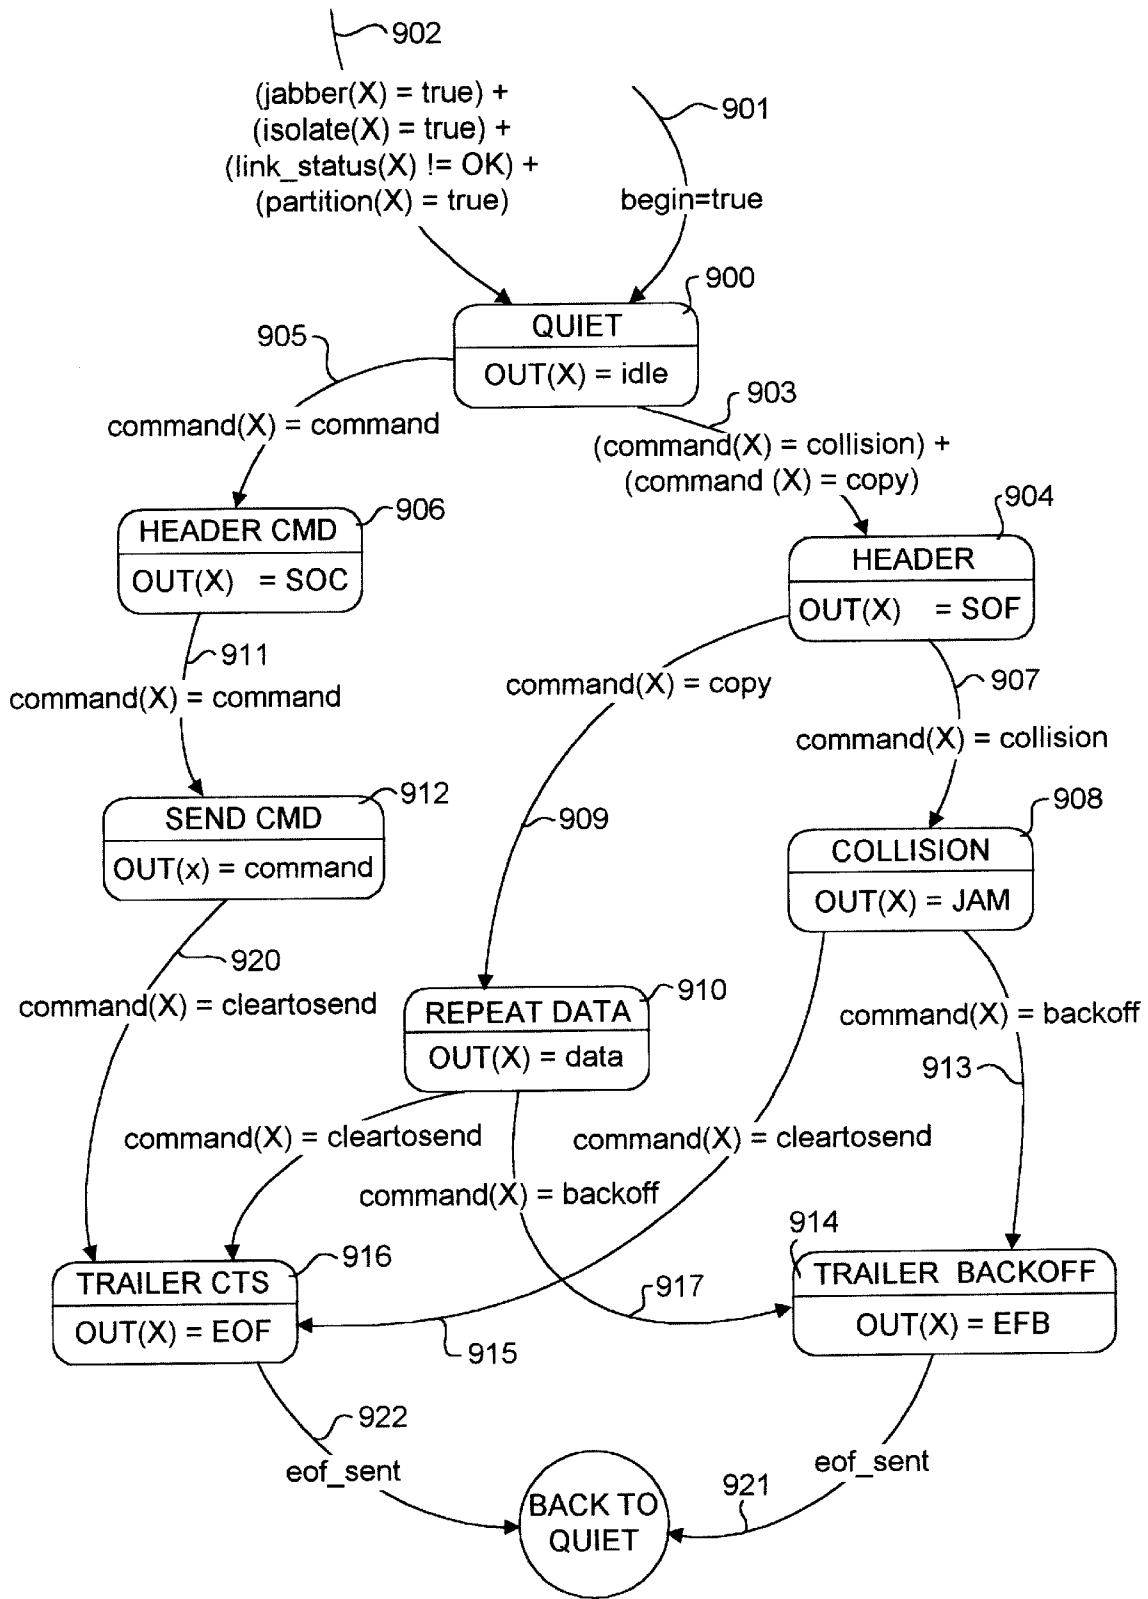 902
(jabber(X) = true) +
(isolate(X) = true) +
(link_status(X) != OK) +
(partition(X) = true)
901
begin=true
900
QUIET
OUT(X) = idle
905
command(X) = command
903
(command(X) = collision) +
(command (X) = copy)
906
HEADER CMD
OUT(X) = SOC
904
HEADER
OUT(X) = SOF
911
command(X) = command
command(X) = copy
907
command(X) = collision
912
SEND CMD
OUT(x) = command
909
908
COLLISION
OUT(X) = JAM
920
command(X) = cleartosend
910
REPEAT DATA
OUT(X) = data
command(X) = backoff
913
command(X) = cleartosend
command(X) = cleartosend
command(X) = backoff
916
TRAILER CTS
OUT(X) = EOF
917
914
TRAILER BACKOFF
OUT(X) = EFB
915
922
eof_sent
eof_sent
921
BACK TO
QUIET